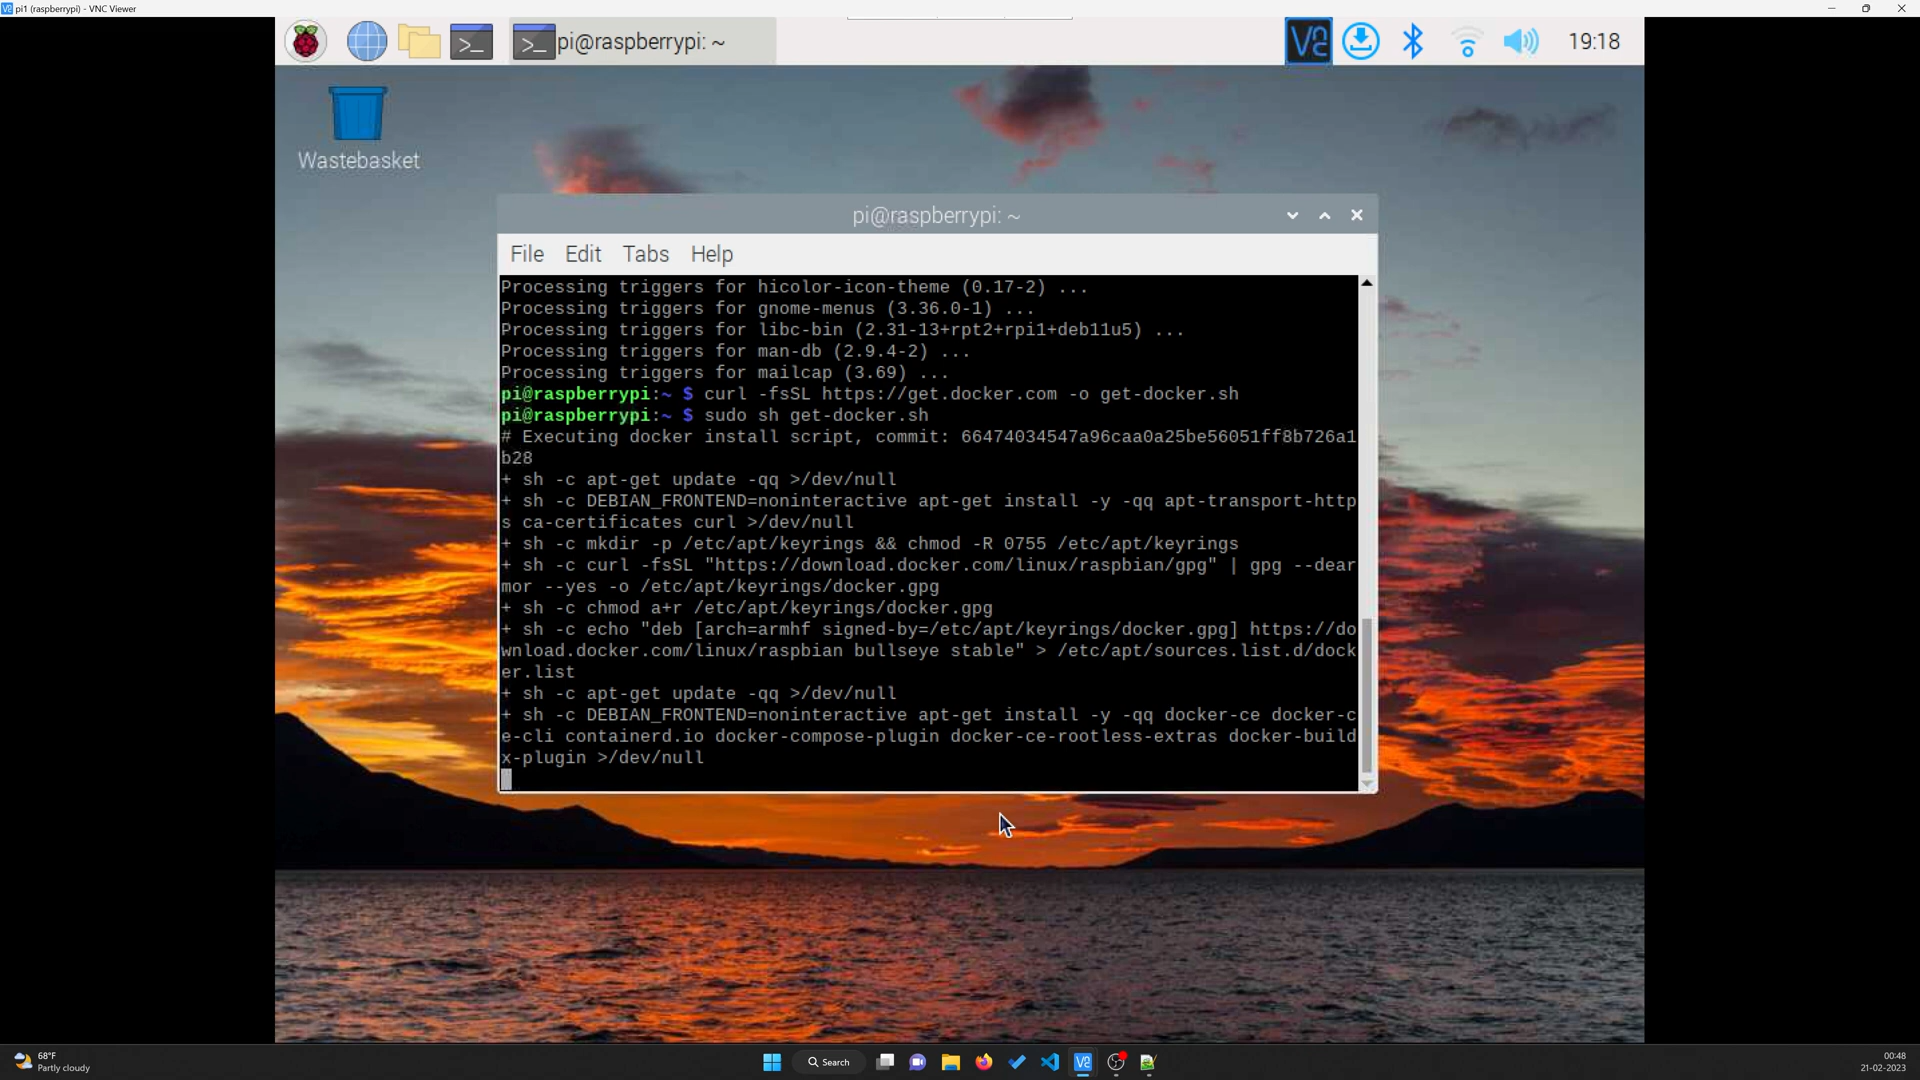 pi1 (raspberrypi) - VNC Viewer
pi@raspberrypi: ~
19:18
Wastebasket
pi@raspberrypi: ~
File Edit Tabs Help
Processing triggers for hicolor-icon-theme (0.17-2) ...
Processing triggers for gnome-menus (3.36.0-1) ...
Processing triggers for libc-bin (2.31-13+rpt2+rpi1+deb11u5) ...
Processing triggers for man-db (2.9.4-2) ...
Processing triggers for mailcap (3.69) ...
pi@raspberrypi:~ $ curl -fsSL https://get.docker.com -o get-docker.sh
pi@raspberrypi:~ $ sudo sh get-docker.sh
# Executing docker install script, commit: 66474034547a96caa0a25be56051ff8b726a1
b28
+ sh -c apt-get update -qq >/dev/null
+ sh -c DEBIAN_FRONTEND=noninteractive apt-get install -y -qq apt-transport-http
s ca-certificates curl >/dev/null
+ sh -c mkdir -p /etc/apt/keyrings && chmod -R 0755 /etc/apt/keyrings
+ sh -c curl -fsSL "https://download.docker.com/linux/raspbian/gpg" | gpg --dear
mor --yes -o /etc/apt/keyrings/docker.gpg
+ sh -c chmod a+r /etc/apt/keyrings/docker.gpg
+ sh -c echo "deb [arch=armhf signed-by=/etc/apt/keyrings/docker.gpg] https://do
wnload.docker.com/linux/raspbian bullseye stable" > /etc/apt/sources.list.d/dock
er.list
+ sh -c apt-get update -qq >/dev/null
+ sh -c DEBIAN_FRONTEND=noninteractive apt-get install -y -qq docker-ce docker-c
e-cli containerd.io docker-compose-plugin docker-ce-rootless-extras docker-build
x-plugin >/dev/null
68°F
Partly cloudy
Search
00:48
21-02-2023